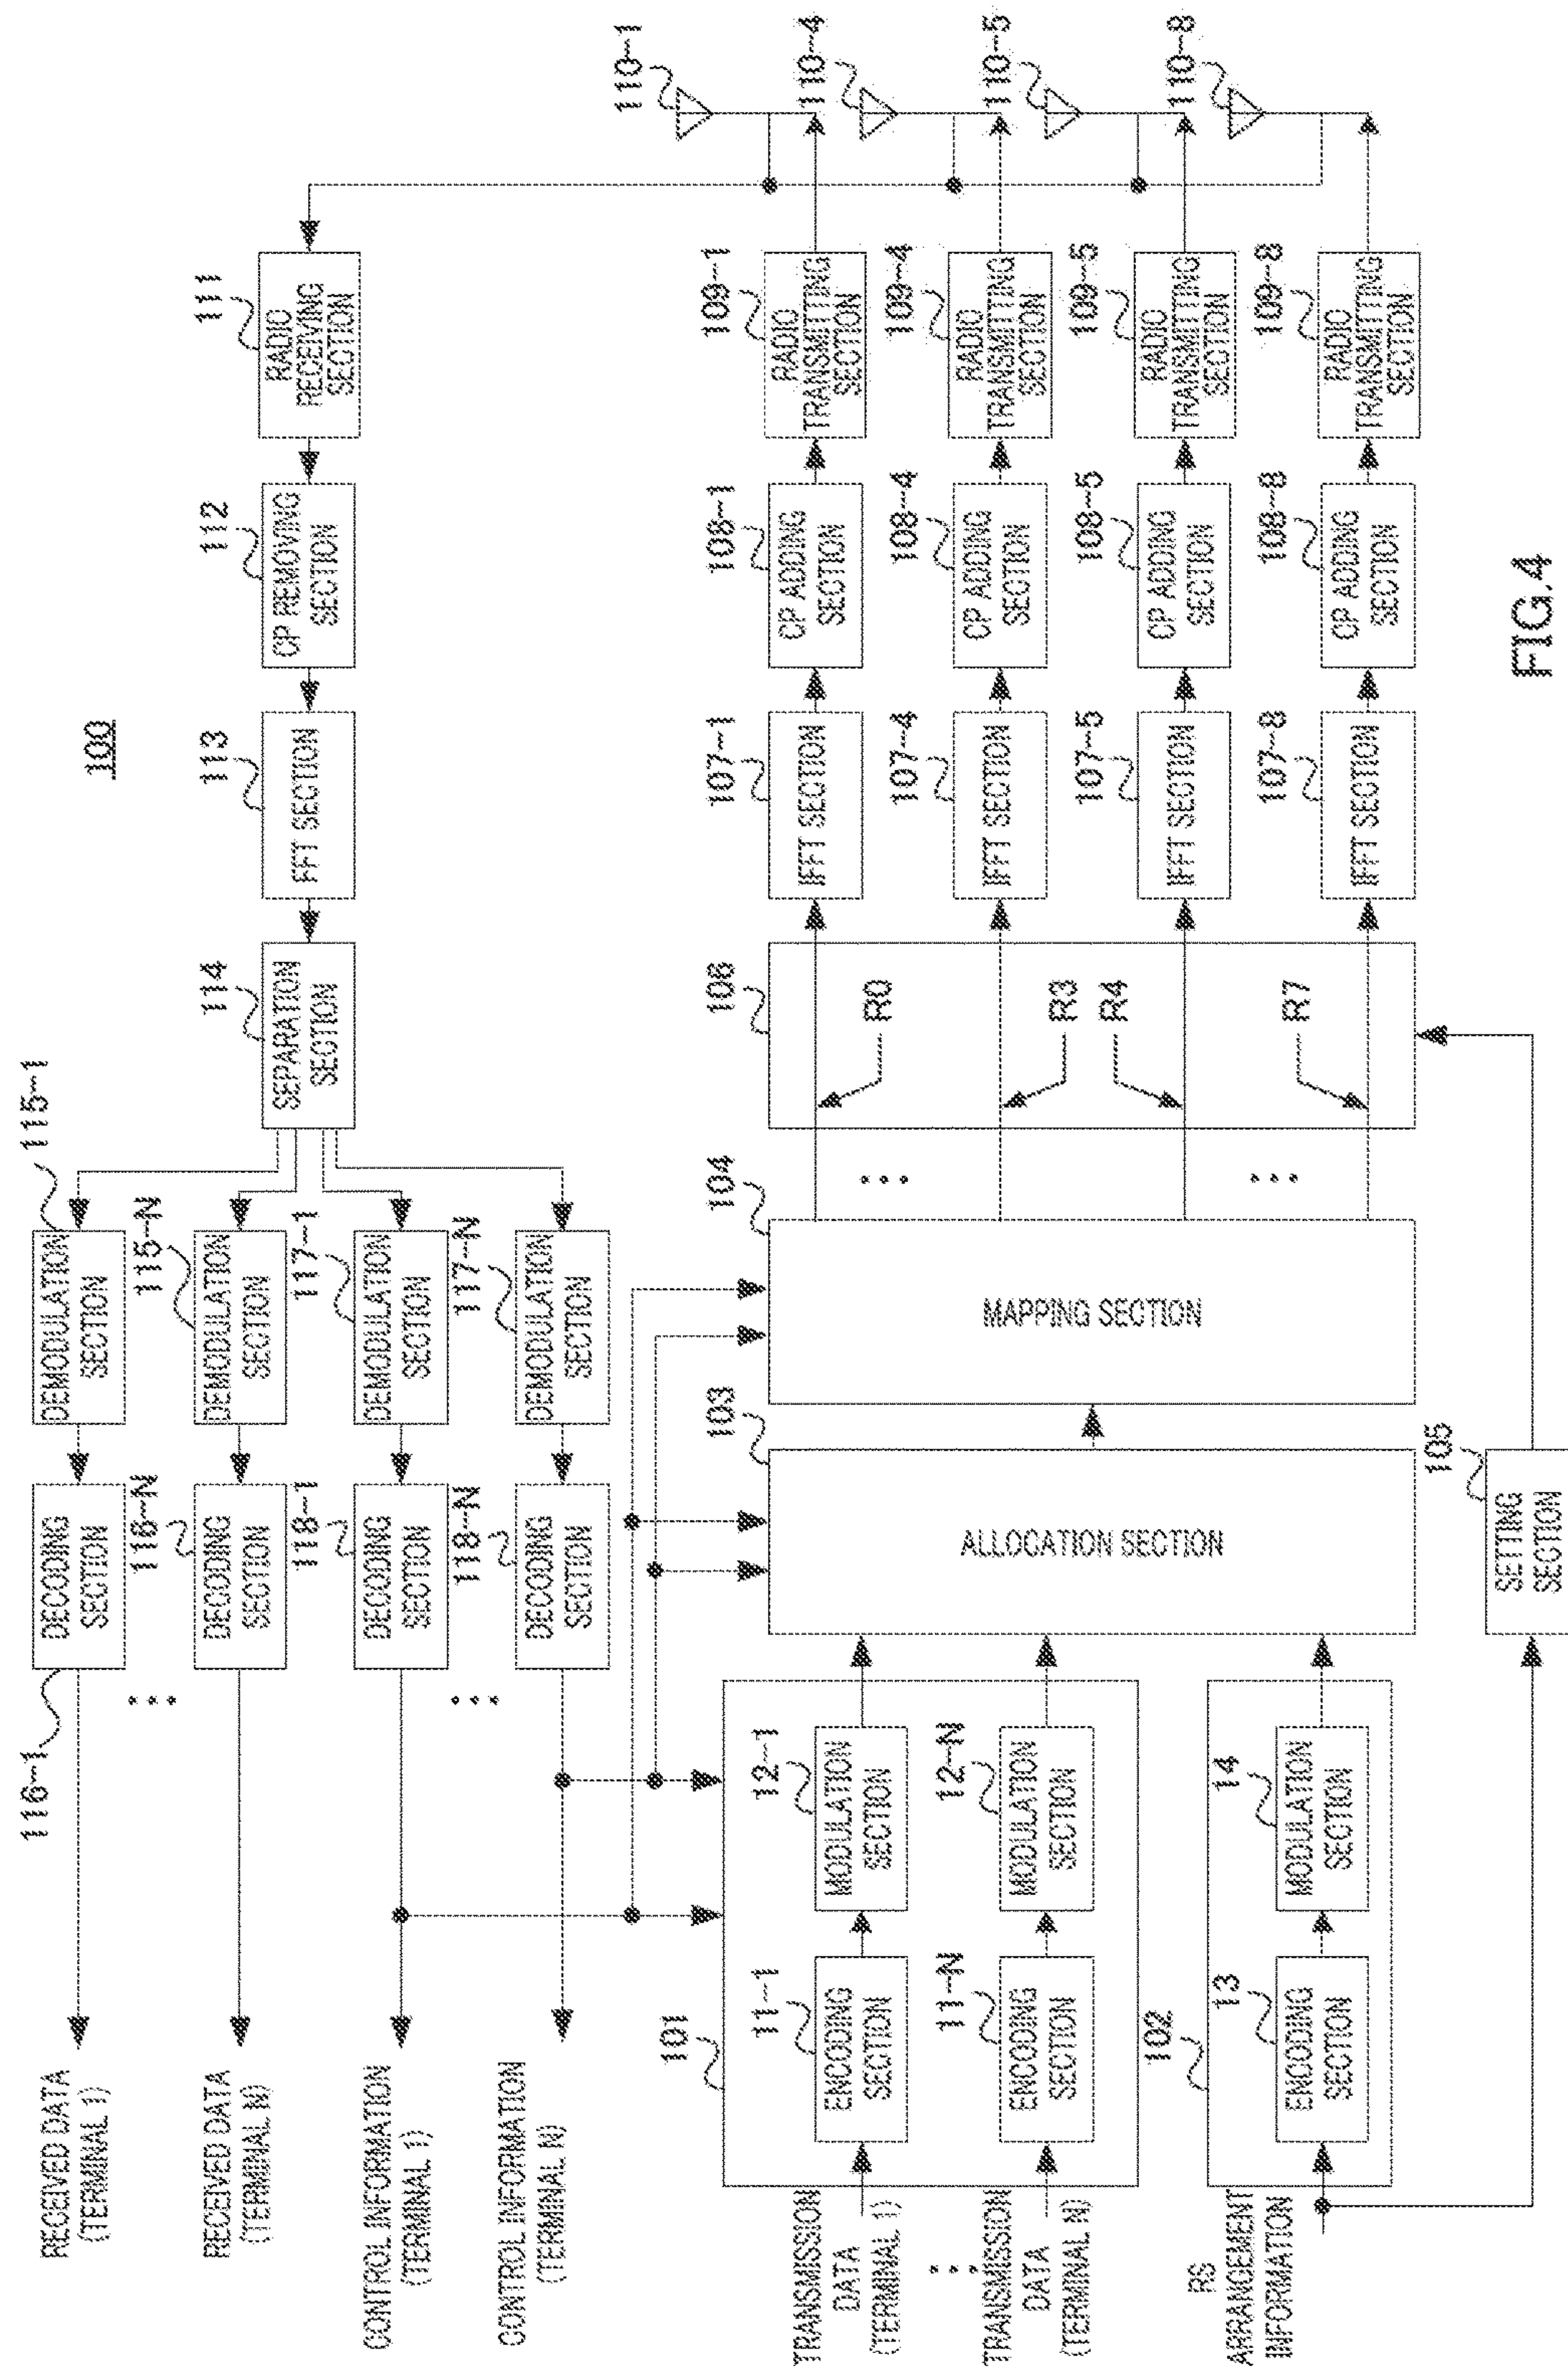 100
RECEIVED DATA
(TERMINAL 1)
116-1
DECODING
SECTION
DEMODULATION
SECTION
115-1
RECEIVED DATA
(TERMINAL N)
116-N
DECODING
SECTION
115-N
DEMODULATION
SECTION
CONTROL INFORMATION
(TERMINAL 1)
118-1
DECODING
SECTION
117-1
DEMODULATION
SECTION
CONTROL INFORMATION
(TERMINAL N)
118-N
DECODING
SECTION
117-N
DEMODULATION
SECTION
114
SEPARATION
SECTION
113
FFT SECTION
112
CP REMOVING
SECTION
111
RADIO
RECEIVING
SECTION
101
TRANSMISSION
DATA
(TERMINAL 1)
11-1
ENCODING
SECTION
12-1
MODULATION
SECTION
TRANSMISSION
DATA
(TERMINAL N)
11-N
ENCODING
SECTION
12-N
MODULATION
SECTION
102
RS
ARRANGEMENT
INFORMATION
13
ENCODING
SECTION
14
MODULATION
SECTION
103
ALLOCATION SECTION
104
MAPPING SECTION
105
SETTING
SECTION
106
R0
R3
R4
R7
107-1
IFFT SECTION
108-1
CP ADDING
SECTION
109-1
RADIO
TRANSMITTING
SECTION
110-1
107-4
IFFT SECTION
108-4
CP ADDING
SECTION
109-4
RADIO
TRANSMITTING
SECTION
110-4
107-5
IFFT SECTION
108-5
CP ADDING
SECTION
109-5
RADIO
TRANSMITTING
SECTION
110-5
107-8
IFFT SECTION
108-8
CP ADDING
SECTION
109-8
RADIO
TRANSMITTING
SECTION
110-8
FIG.4